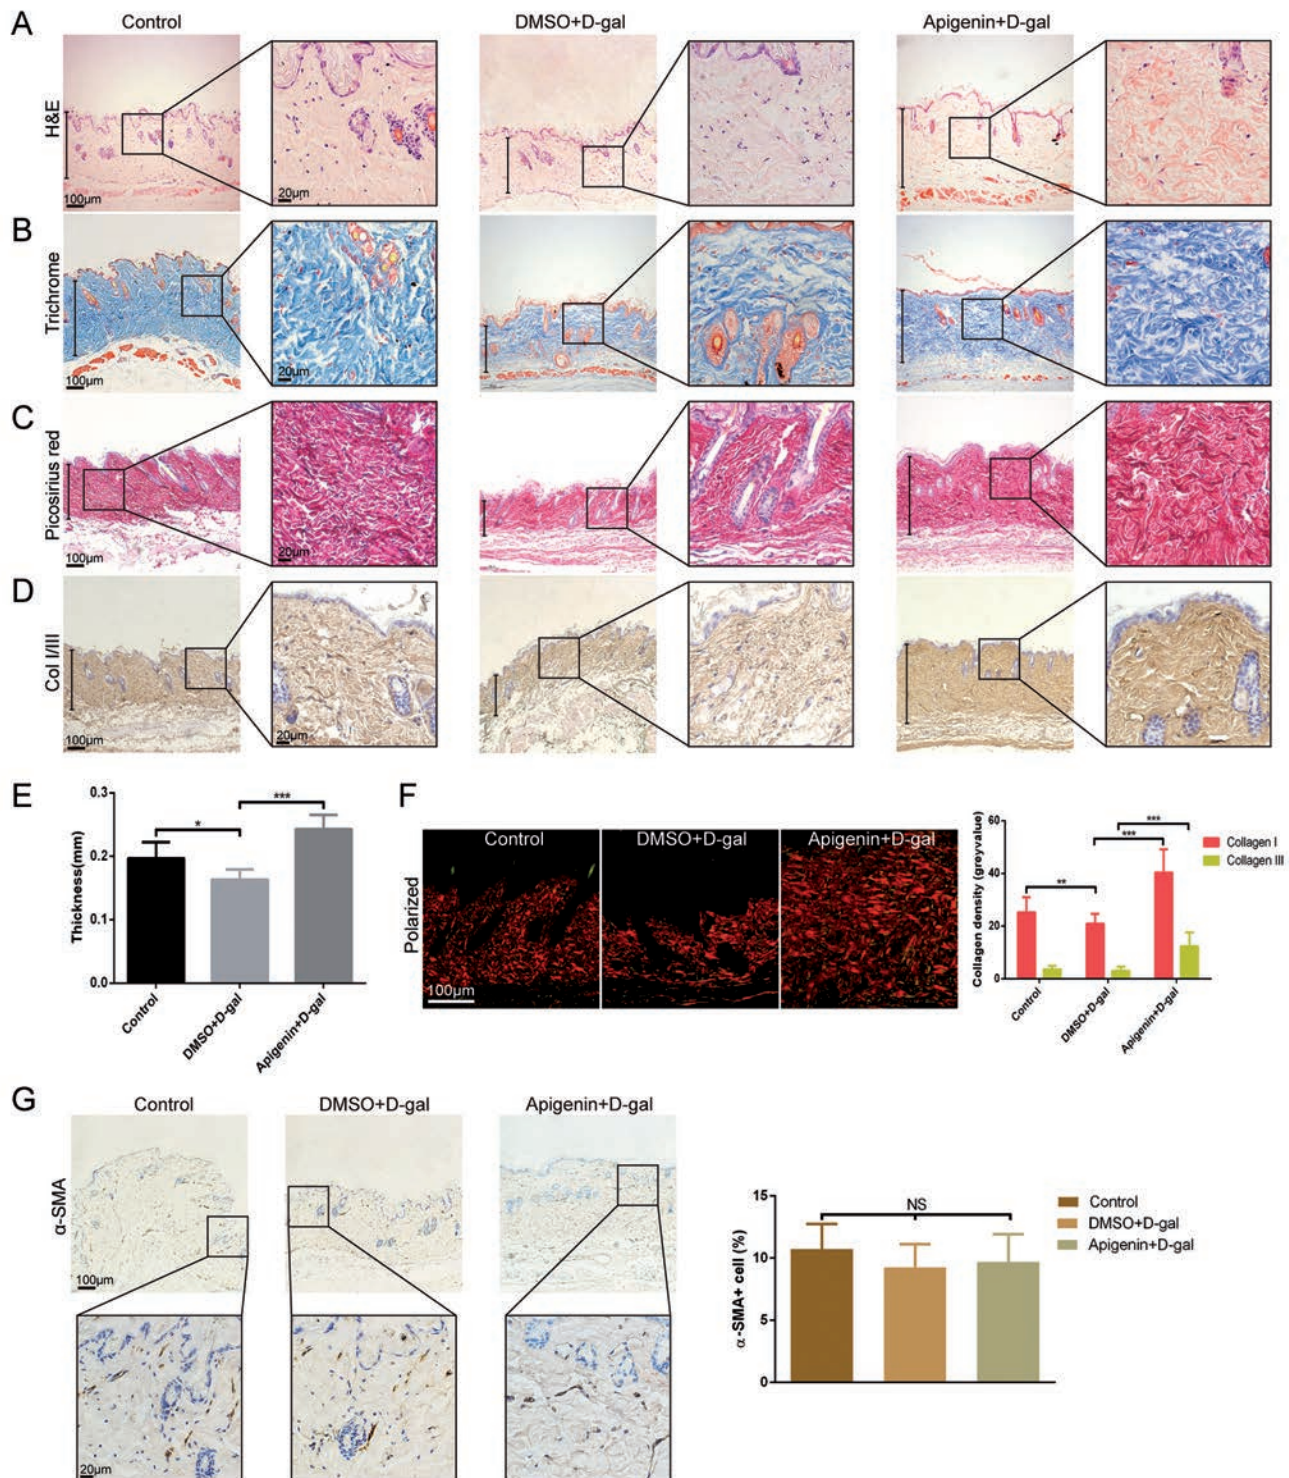 A
Control
DMSO+D-gal
Apigenin+D-gal
H&E
100μm
20μm
B
Trichrome
100μm
20μm
C
Picosirius red
100μm
20μm
D
Col I/III
100μm
20μm
E
Thickness(mm)
0.3
0.2
0.1
0.0
*
***
Control
DMSO+D-gal
Apigenin+D-gal
F
Polarized
Control
DMSO+D-gal
Apigenin+D-gal
100μm
Collagen density (greyvalue)
60
40
20
0
**
***
***
Collagen I
Collagen III
Control
DMSO+D-gal
Apigenin+D-gal
G
Control
DMSO+D-gal
Apigenin+D-gal
α-SMA
100μm
20μm
α-SMA+ cell (%)
15
10
5
0
NS
Control
DMSO+D-gal
Apigenin+D-gal